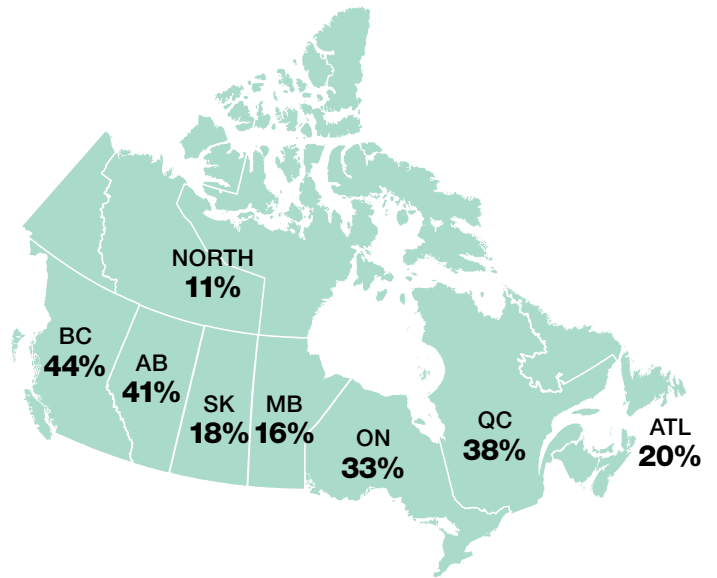 NORTH
11%
BC
44%
AB
41%
SK
18%
MB
16%
ON
33%
QC
38%
ATL
20%